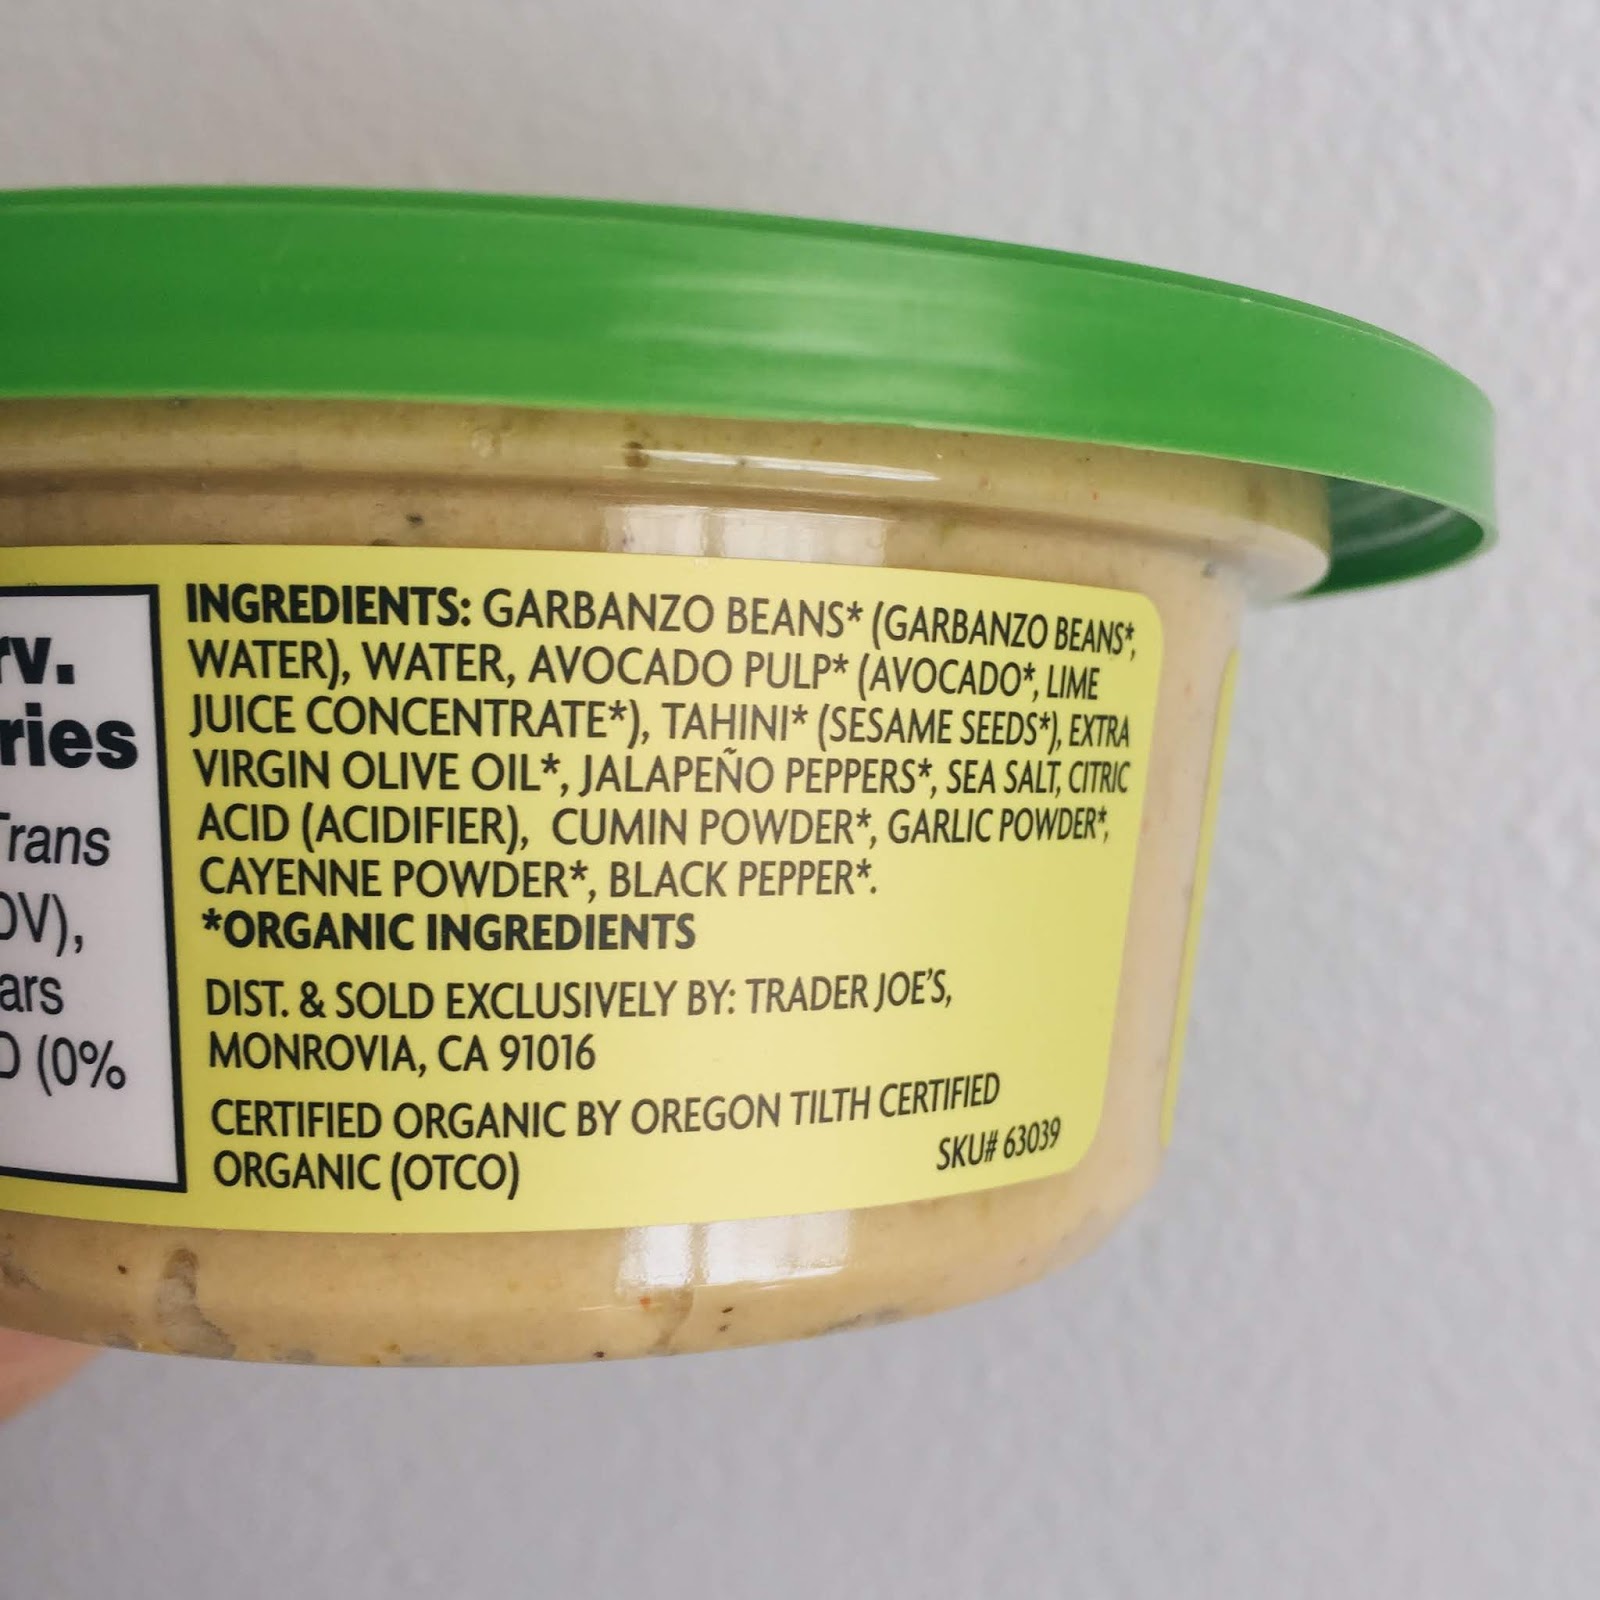 rv.
ries
Trans
DV),
ars
D (0%
INGREDIENTS: GARBANZO BEANS* (GARBANZO BEANS*,
WATER), WATER, AVOCADO PULP* (AVOCADO*, LIME
JUICE CONCENTRATE*), TAHINI* (SESAME SEEDS*), EXTRA
VIRGIN OLIVE OIL*, JALAPEÑO PEPPERS*, SEA SALT, CITRIC
ACID (ACIDIFIER), CUMIN POWDER*, GARLIC POWDER*,
CAYENNE POWDER*, BLACK PEPPER*.
*ORGANIC INGREDIENTS
DIST. & SOLD EXCLUSIVELY BY: TRADER JOE'S,
MONROVIA, CA 91016
CERTIFIED ORGANIC BY OREGON TILTH CERTIFIED
ORGANIC (OTCO)
SKU# 63039